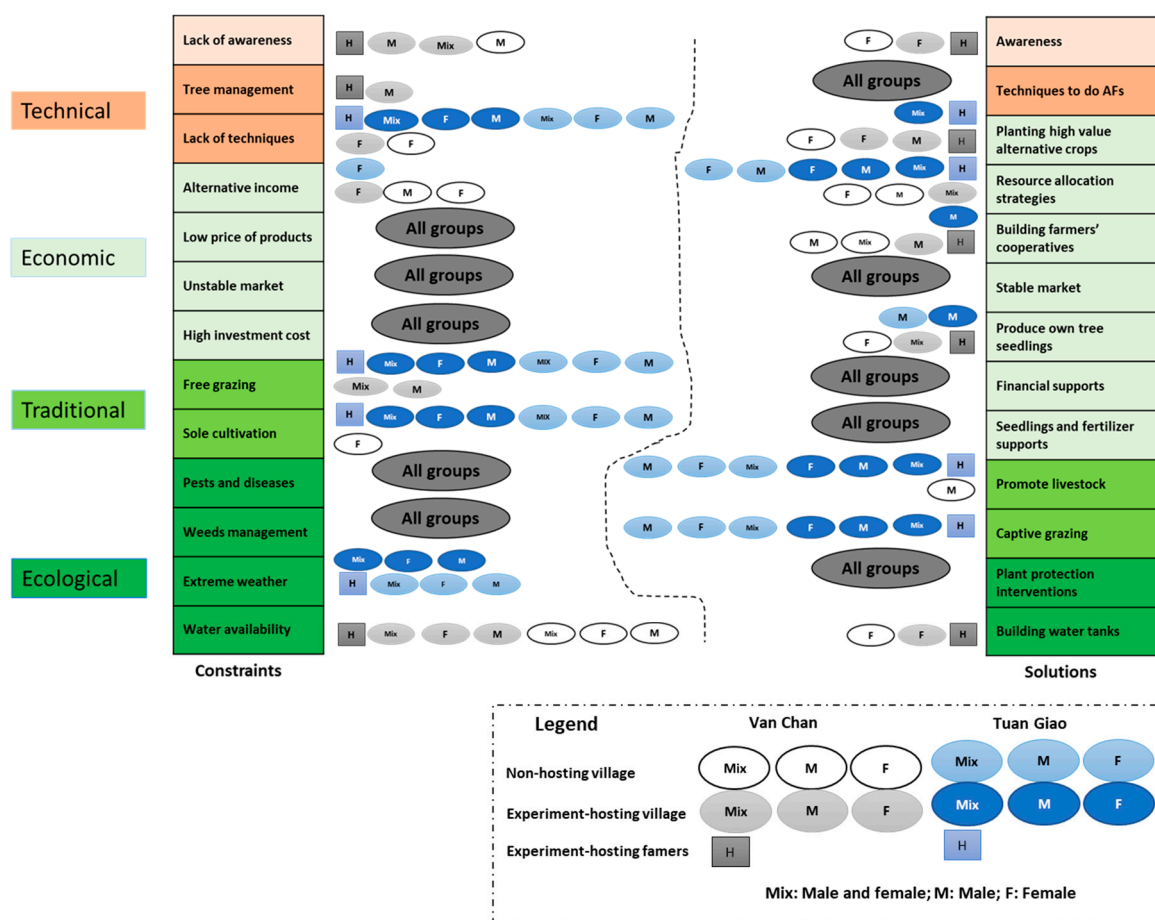 Lack of awareness H M Mix M F F H Awareness
Technical
Tree management H M All groups Techniques to do AFs
H Mix F M Mix F M Mix H
Lack of techniques F F F F M H Planting high value
alternative crops
F F M F M Mix H
Alternative income F M F F M Mix Resource allocation
strategies
M
Economic
Low price of products All groups M Mix M H Building farmers'
cooperatives
Unstable market All groups All groups Stable market
M M
High investment cost All groups F Mix H Produce own tree
seedlings
H Mix F M MIX F M
Traditional
Free grazing Mix M All groups Financial supports
H Mix F M MIX F M
Sole cultivation F All groups Seedlings and fertilizer
supports
Pests and diseases All groups M F Mix F M Mix H Promote livestock
M
Weeds management All groups M F Mix F M Mix H Captive grazing
Mix F M
Ecological
Extreme weather H Mix F M All groups Plant protection
interventions
Water availability H Mix F M Mix F M F F H Building water tanks
Constraints Solutions
Legend Van Chan Tuan Giao
Non-hosting village Mix M F Mix M F
Experiment-hosting village Mix M F Mix M F
Experiment-hosting famers H H
Mix: Male and female; M: Male; F: Female